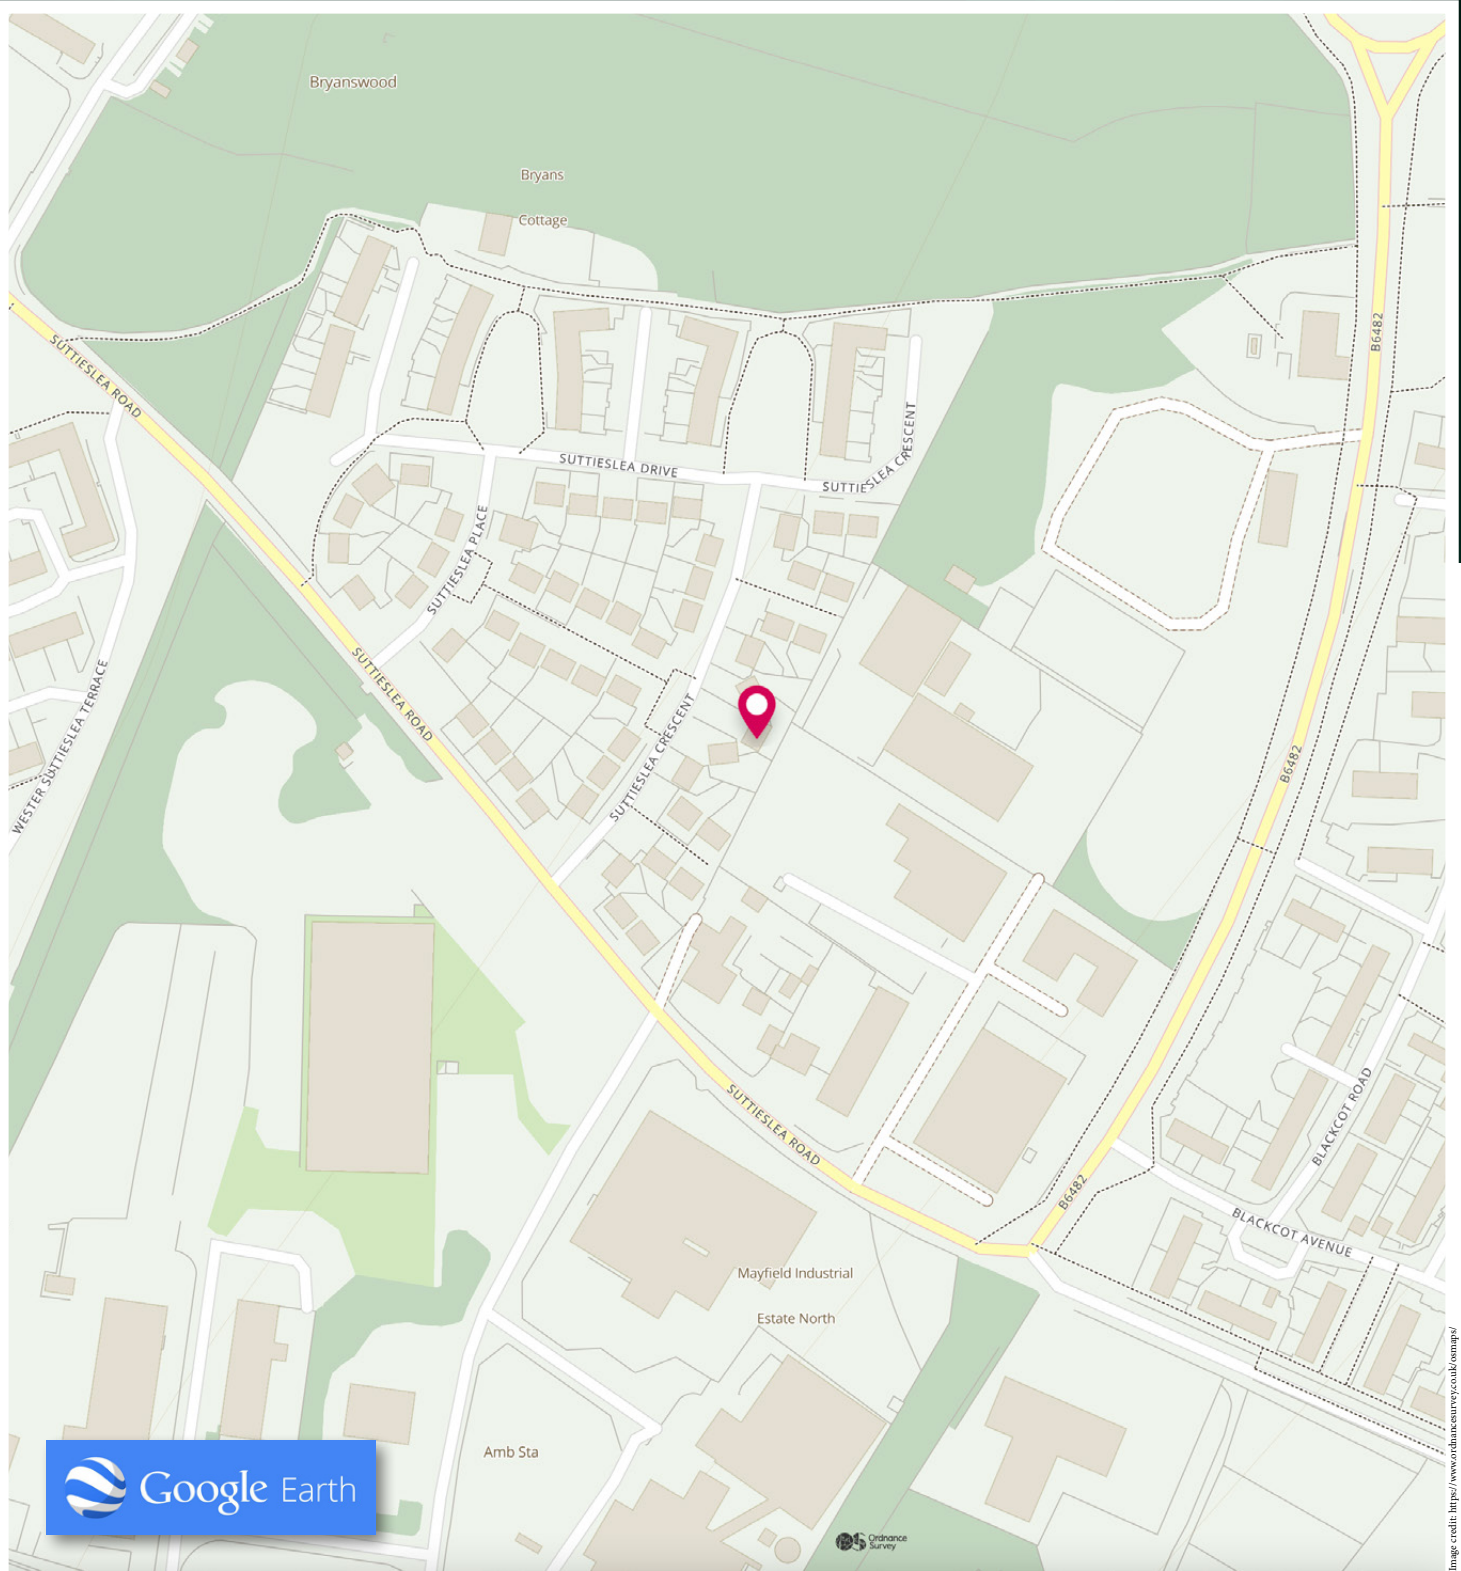 Bryanswood
Bryans
Cottage
B6482
SUTTIESLEA ROAD
SUTTIESLEA CRESCENT
SUTTIESLEA DRIVE
SUTTIESLEA PLACE
SUTTIESLEA ROAD
WESTER SUTTIESLEA TERRACE
SUTTIESLEA CRESCENT
B6482
SUTTIESLEA ROAD
BLACKCOT ROAD
B6482
BLACKCOT AVENUE
Mayfield Industrial
Estate North
Amb Sta
Google Earth
OS Ordnance
Survey
Image credit: https://www.ordnancesurvey.co.uk/osmaps/